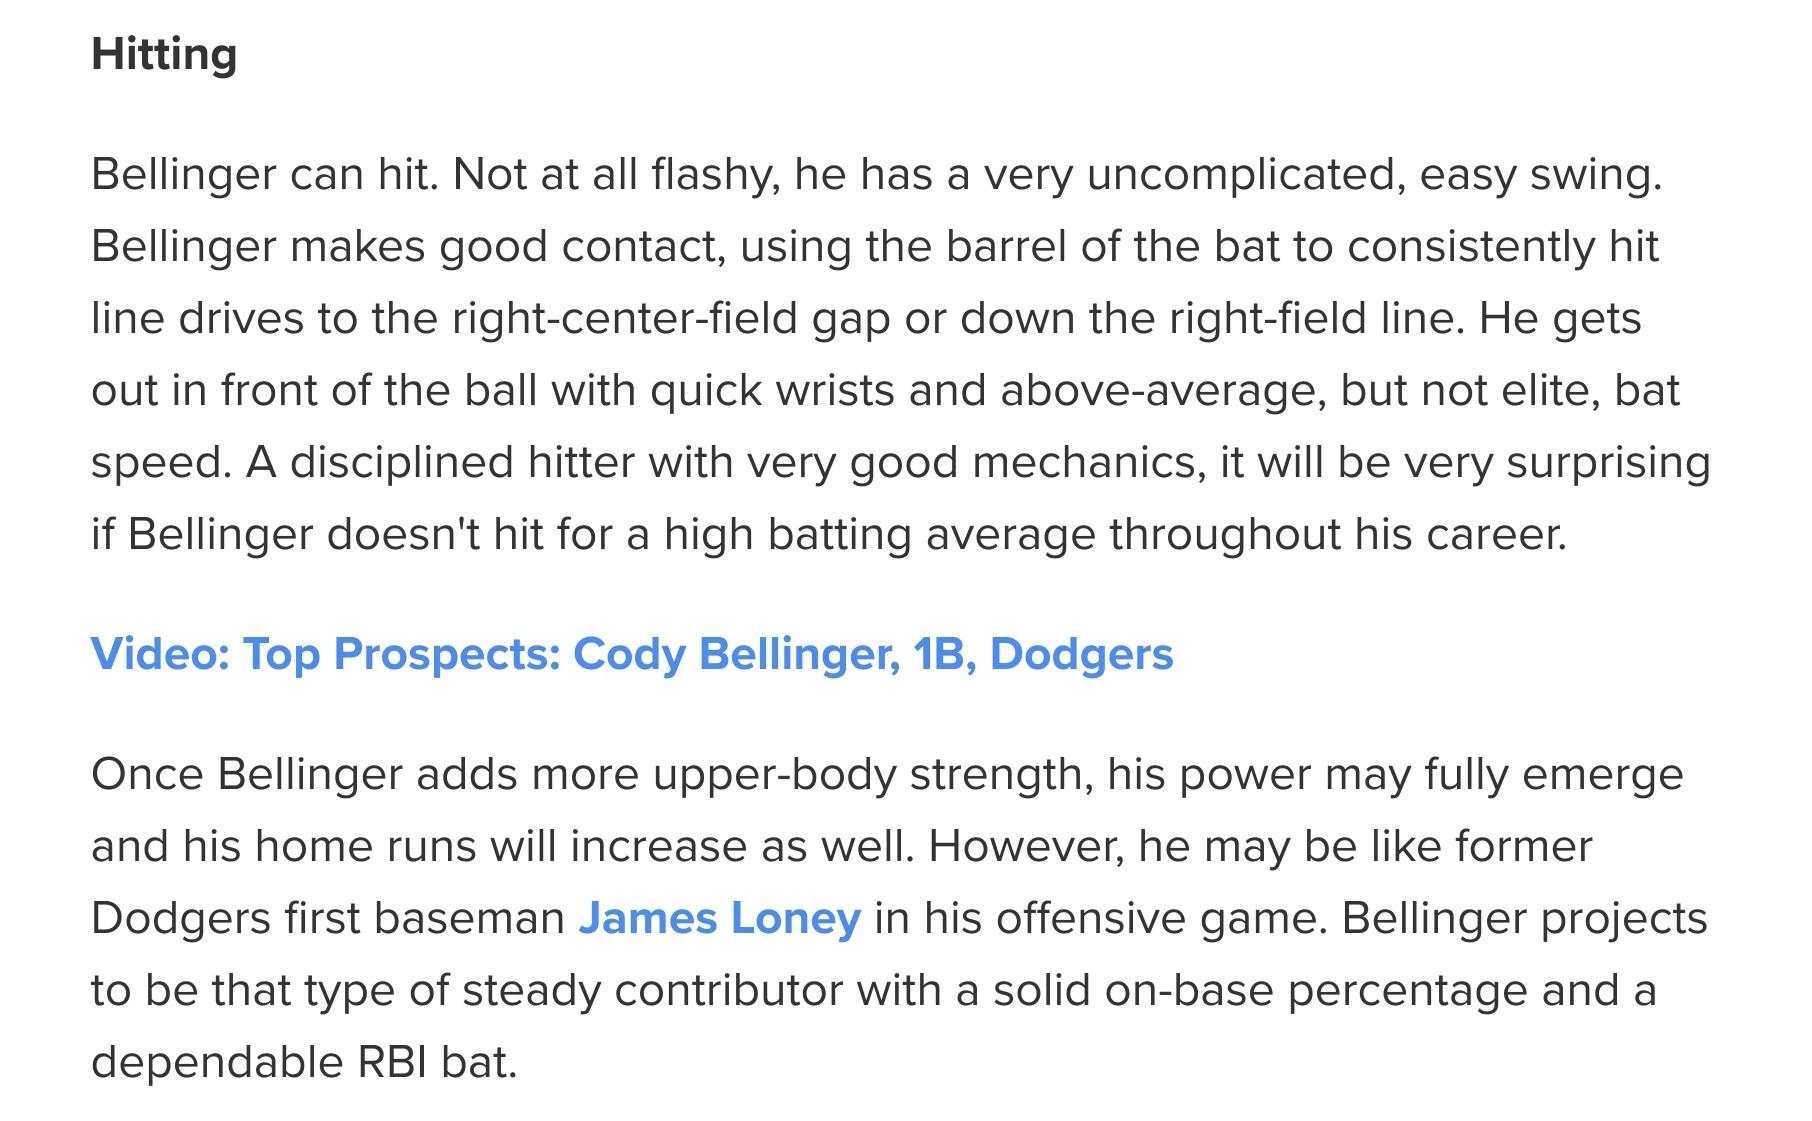 Hitting
Bellinger can hit. Not at all flashy, he has a very uncomplicated, easy swing.
Bellinger makes good contact, using the barrel of the bat to consistently hit
line drives to the right-center-field gap or down the right-field line. He gets
out in front of the ball with quick wrists and above-average, but not elite, bat
speed. A disciplined hitter with very good mechanics, it will be very surprising
if Bellinger doesn't hit for a high batting average throughout his career.
Video: Top Prospects: Cody Bellinger, 1B, Dodgers
Once Bellinger adds more upper-body strength, his power may fully emerge
and his home runs will increase as well. However, he may be like former
Dodgers first baseman James Loney in his offensive game. Bellinger projects
to be that type of steady contributor with a solid on-base percentage and a
dependable RBI bat.